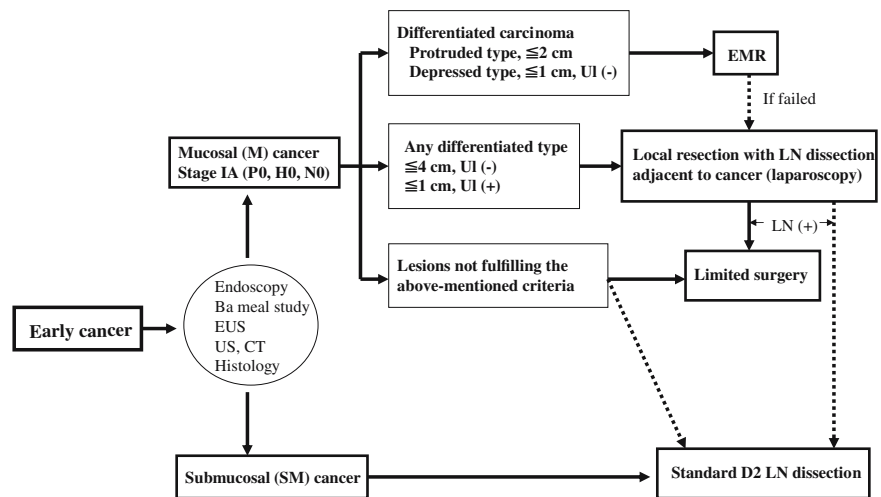 Early cancer
Endoscopy
Ba meal study
EUS
US, CT
Histology
Mucosal (M) cancer
Stage IA (P0, H0, N0)
Submucosal (SM) cancer
Differentiated carcinoma
Protruded type, ≦2 cm
Depressed type, ≦1 cm, Ul (-)
Any differentiated type
≦4 cm, Ul (-)
≦1 cm, Ul (+)
Lesions not fulfilling the
above-mentioned criteria
EMR
If failed
Local resection with LN dissection
adjacent to cancer (laparoscopy)
LN (+)
Limited surgery
Standard D2 LN dissection